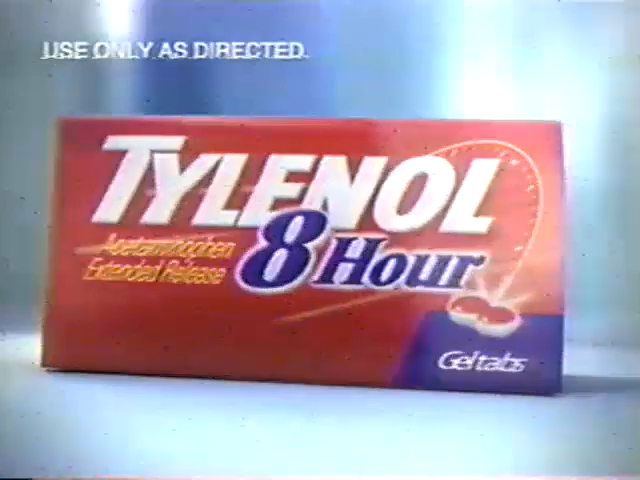 USE ONLY AS DIRECTED.
TYLENOL
8 Hour
Acetaminophen
Extended Release
Geltabs